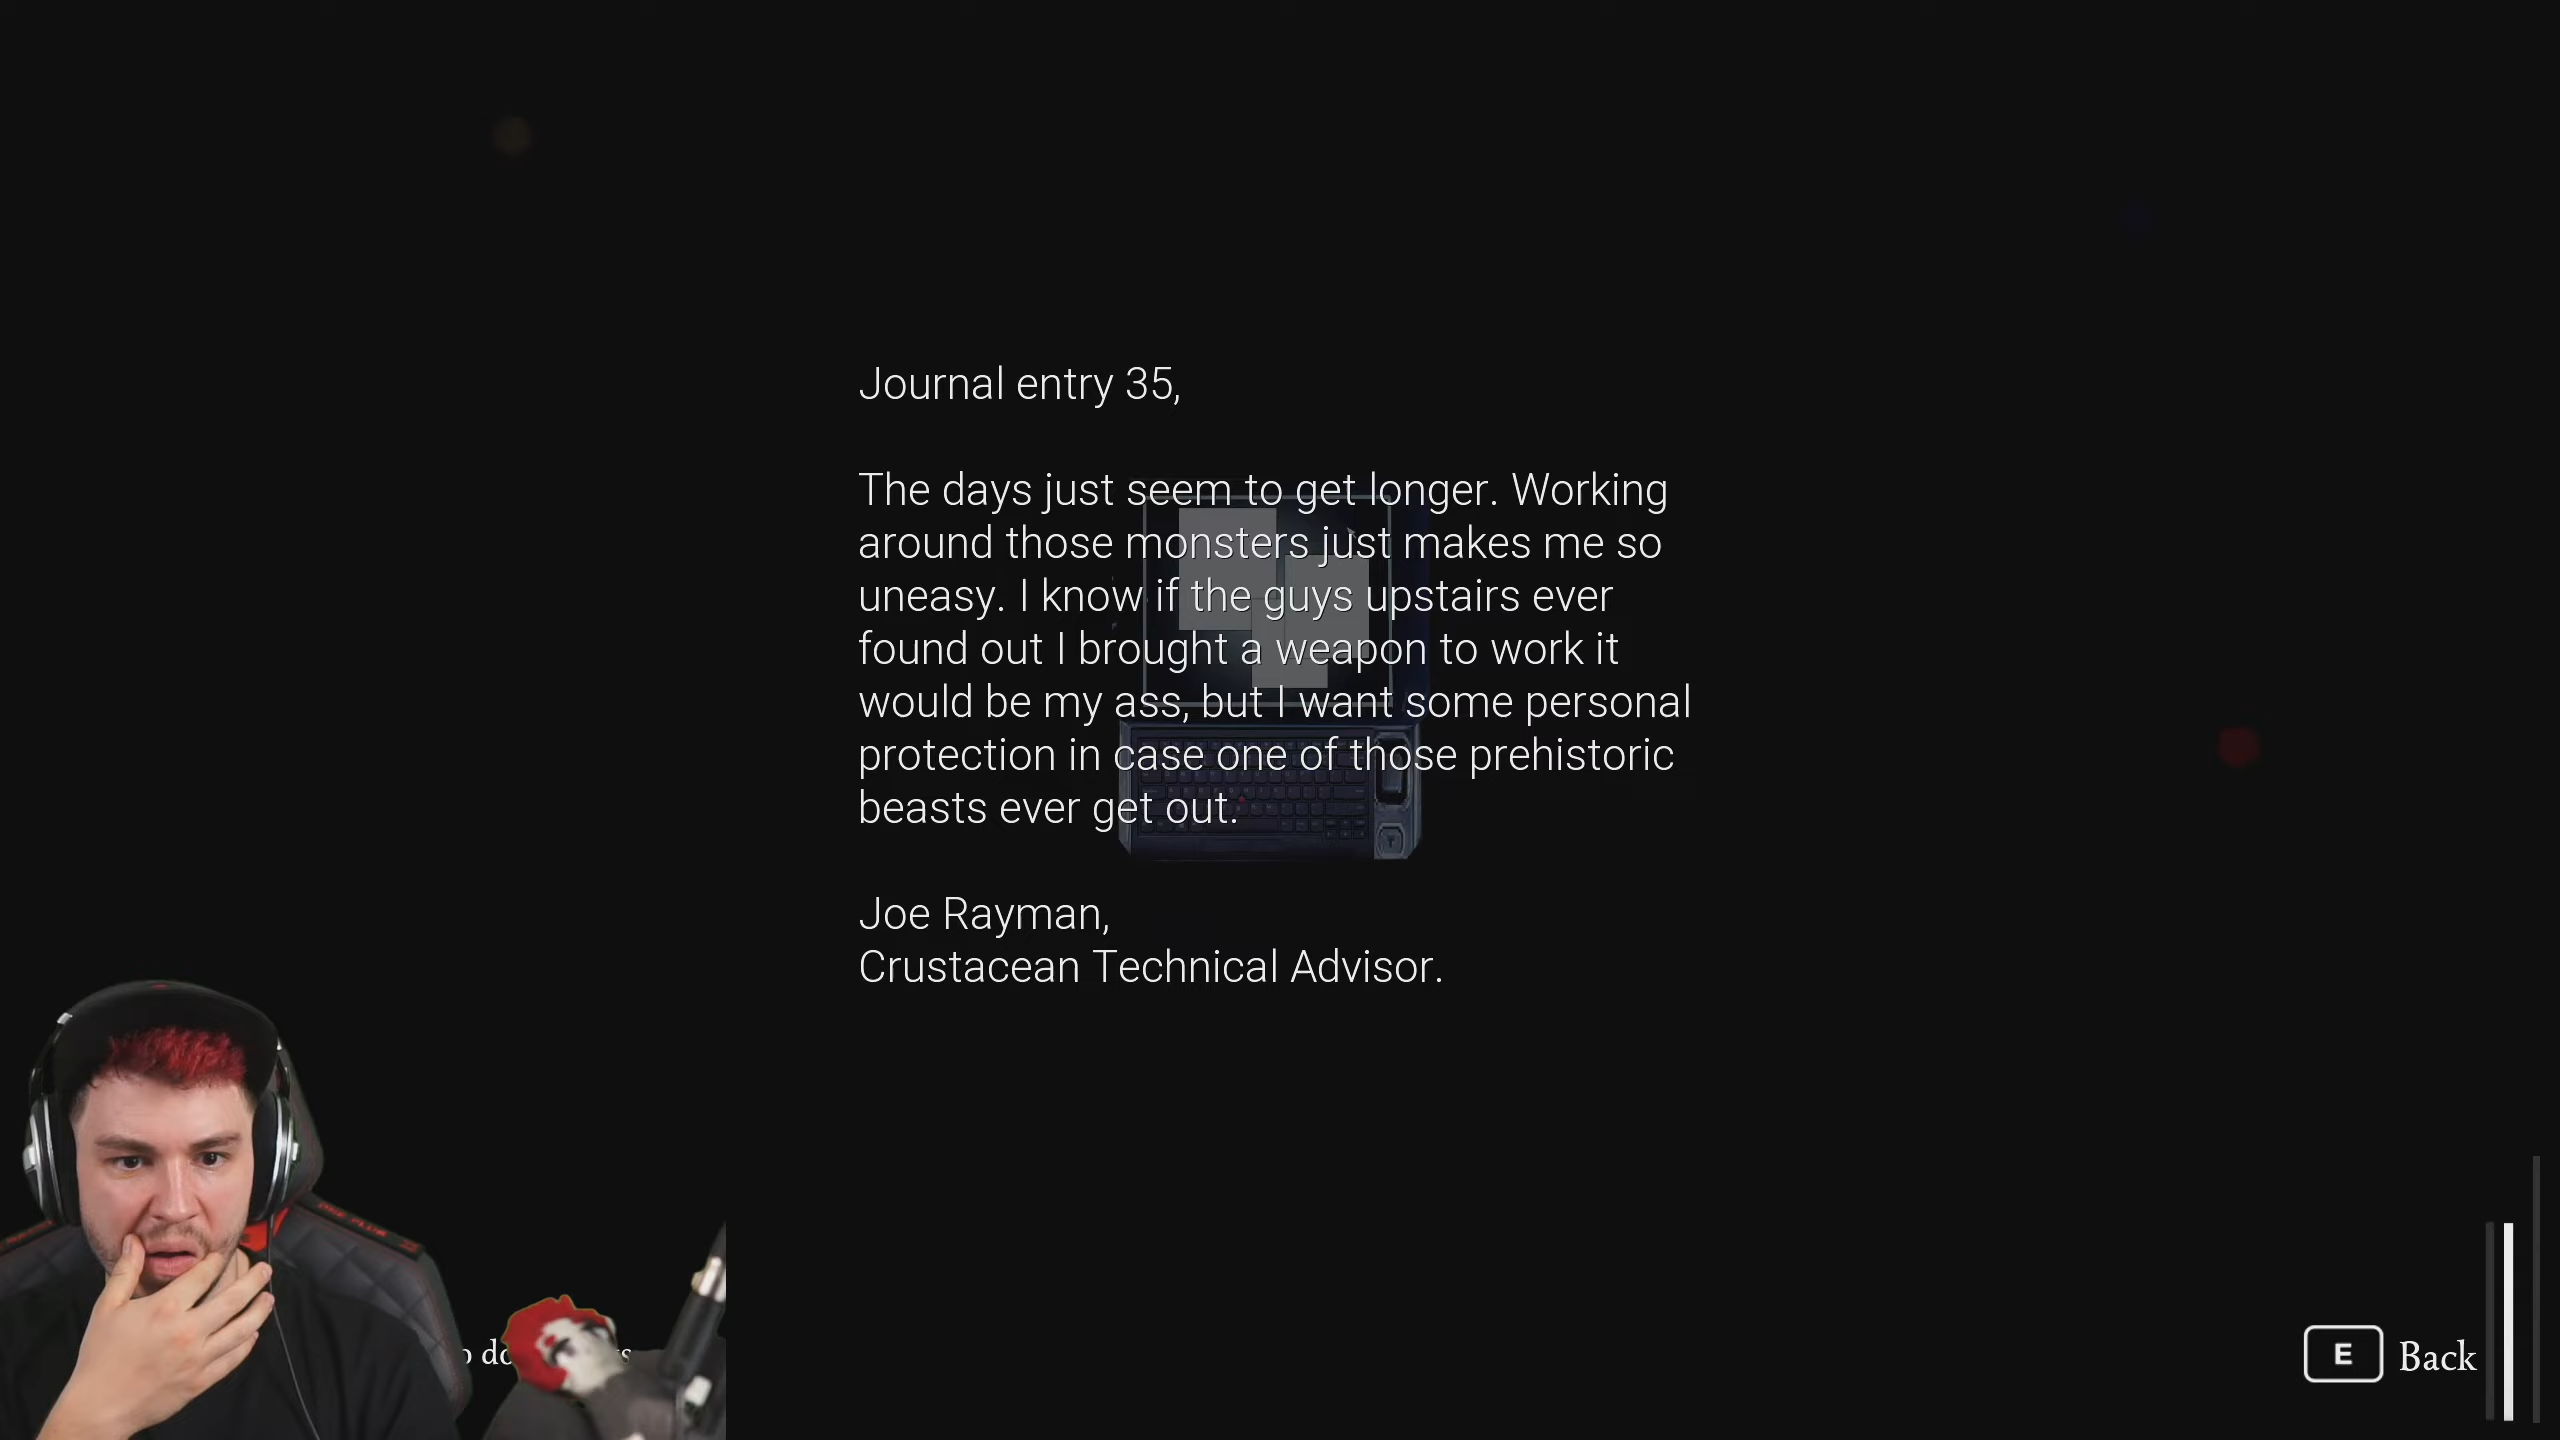 Journal entry 35,
The days just seem to get longer. Working
around those monsters just makes me so
uneasy. I know if the guys upstairs ever
found out I brought a weapon to work it
would be my ass, but I want some personal
protection in case one of those prehistoric
beasts ever get out.
Joe Rayman,
Crustacean Technical Advisor.
E Back